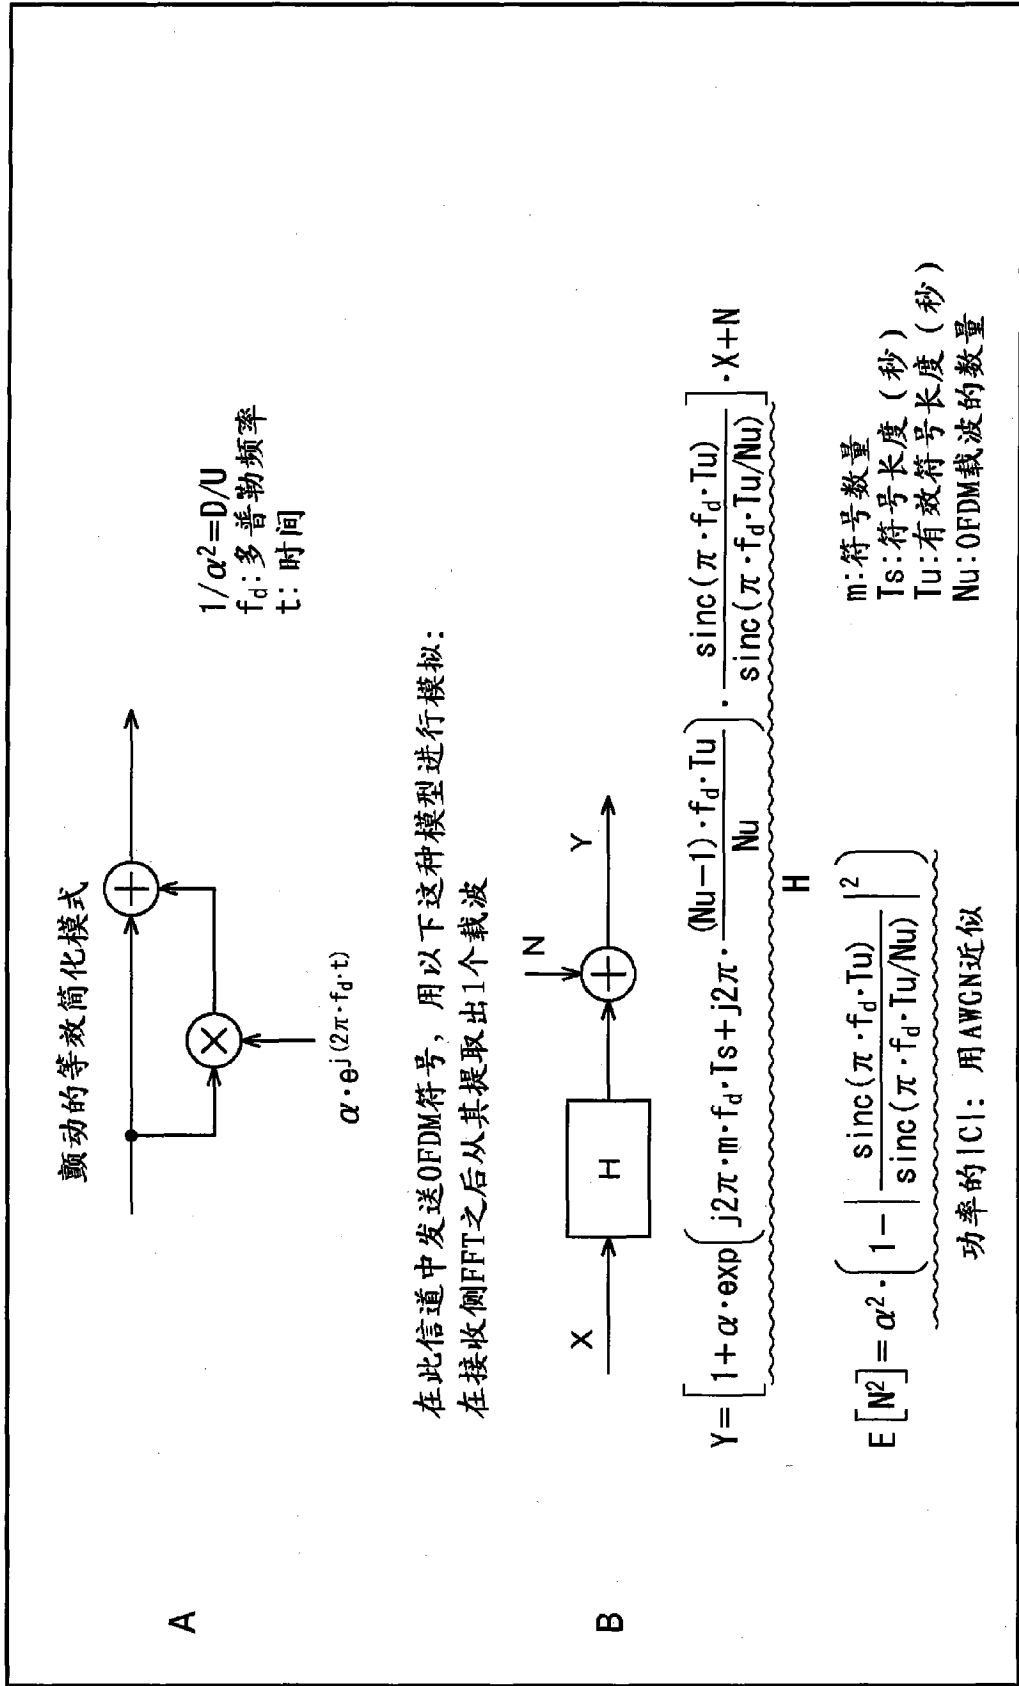 A
颤动的等效简化模式
α·e^j(2π·f_d·t)
1/α²=D/U
f_d:多普勒频率
t:时间
在此信道中发送OFDM符号，用以下这种模型进行模拟：
在接收侧FFT之后从其提取出1个载波
B
X
H
N
Y
Y=[1+α·exp(j2π·m·f_d·Ts+j2π·(Nu-1)·f_d·Tu/Nu)·sinc(π·f_d·Tu)/sinc(π·f_d·Tu/Nu)]·X+N
H
E[N²]=α²·(1-|sinc(π·f_d·Tu)/sinc(π·f_d·Tu/Nu)|²)
功率的ICI：用AWGN近似
m:符号数量
Ts:符号长度（秒）
Tu:有效符号长度（秒）
Nu:OFDM载波的数量